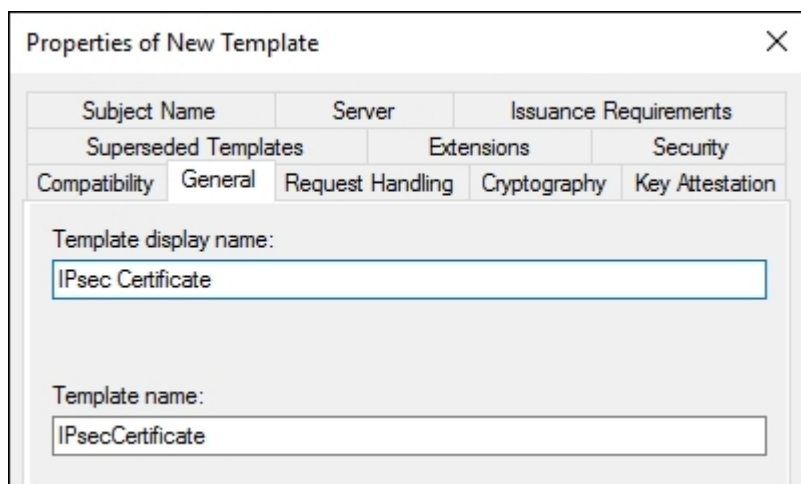 Properties of New Template
Subject Name Server Issuance Requirements
Superseded Templates Extensions Security
Compatibility General Request Handling Cryptography Key Attestation
Template display name:
IPsec Certificate
Template name:
IPsecCertificate